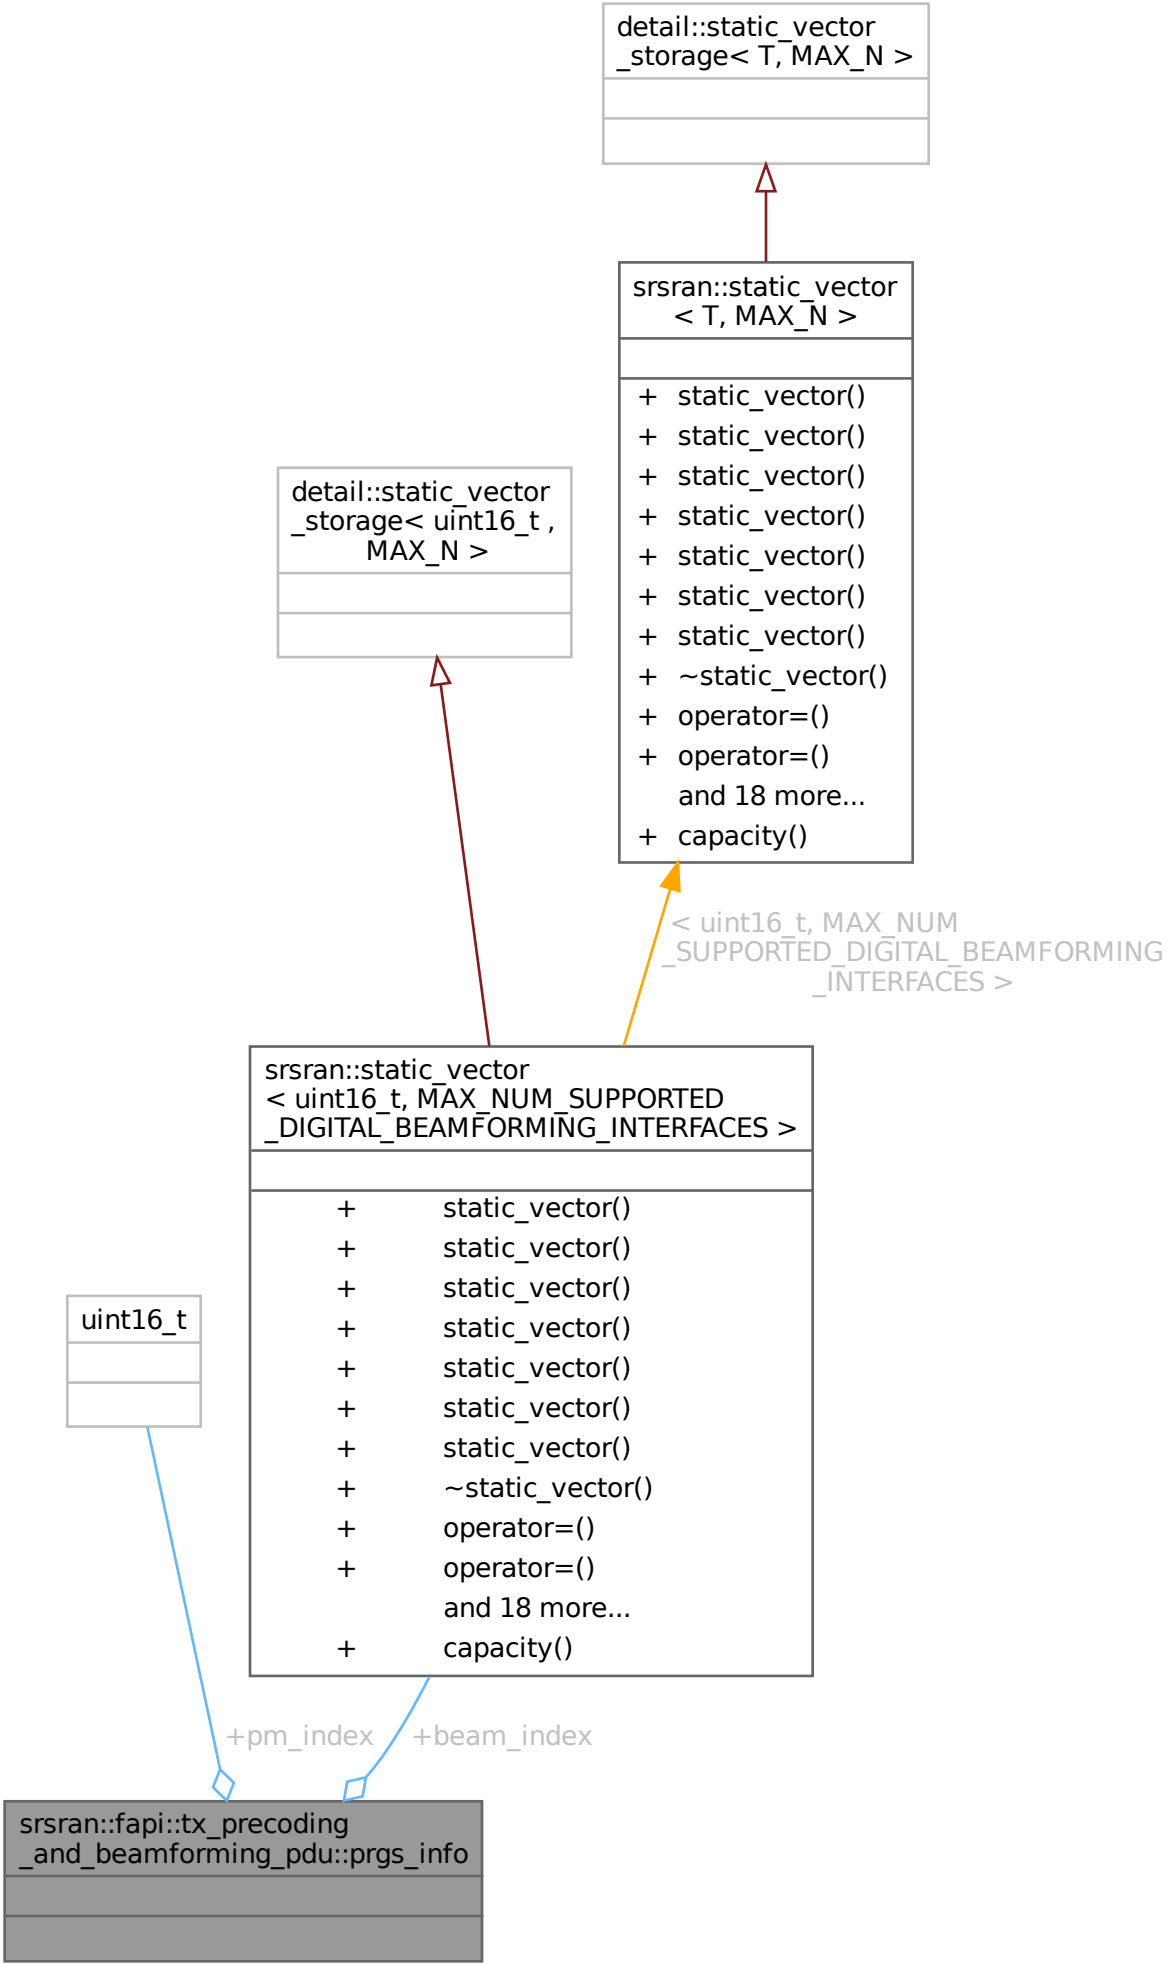 detail::static_vector
_storage< T, MAX_N >
srsran::static_vector
< T, MAX_N >
+ static_vector()
+ static_vector()
+ static_vector()
+ static_vector()
+ static_vector()
+ static_vector()
+ static_vector()
+ ~static_vector()
+ operator=()
+ operator=()
and 18 more...
+ capacity()
detail::static_vector
_storage< uint16_t ,
MAX_N >
< uint16_t, MAX_NUM
_SUPPORTED_DIGITAL_BEAMFORMING
_INTERFACES >
srsran::static_vector
< uint16_t, MAX_NUM_SUPPORTED
_DIGITAL_BEAMFORMING_INTERFACES >
+ static_vector()
+ static_vector()
+ static_vector()
+ static_vector()
+ static_vector()
+ static_vector()
+ static_vector()
+ ~static_vector()
+ operator=()
+ operator=()
and 18 more...
+ capacity()
uint16_t
+pm_index
+beam_index
srsran::fapi::tx_precoding
_and_beamforming_pdu::prgs_info